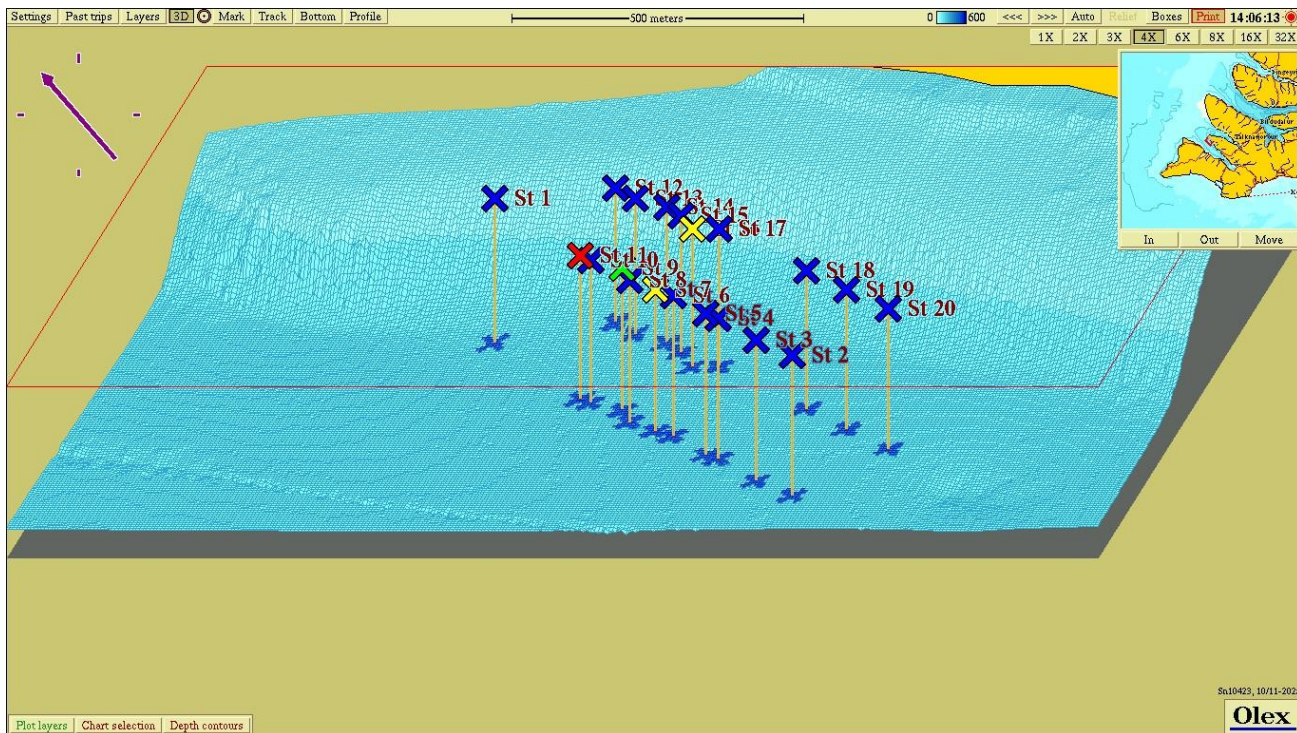 Settings Past trips Layers 3D Mark Track Bottom Profile 500 meters 0 600 <<< >>> Auto Relief Boxes Print 14:06:13
1X 2X 3X 4X 6X 8X 16X 32X
In Out Move
St 1
St 12
St 13
St 14
St 15
St 17
St 11
St 10
St 9
St 8
St 7
St 6
St 5
St 4
St 3
St 2
St 18
St 19
St 20
Sn10423, 10/11-202
Plot layers Chart selection Depth contours
Olex